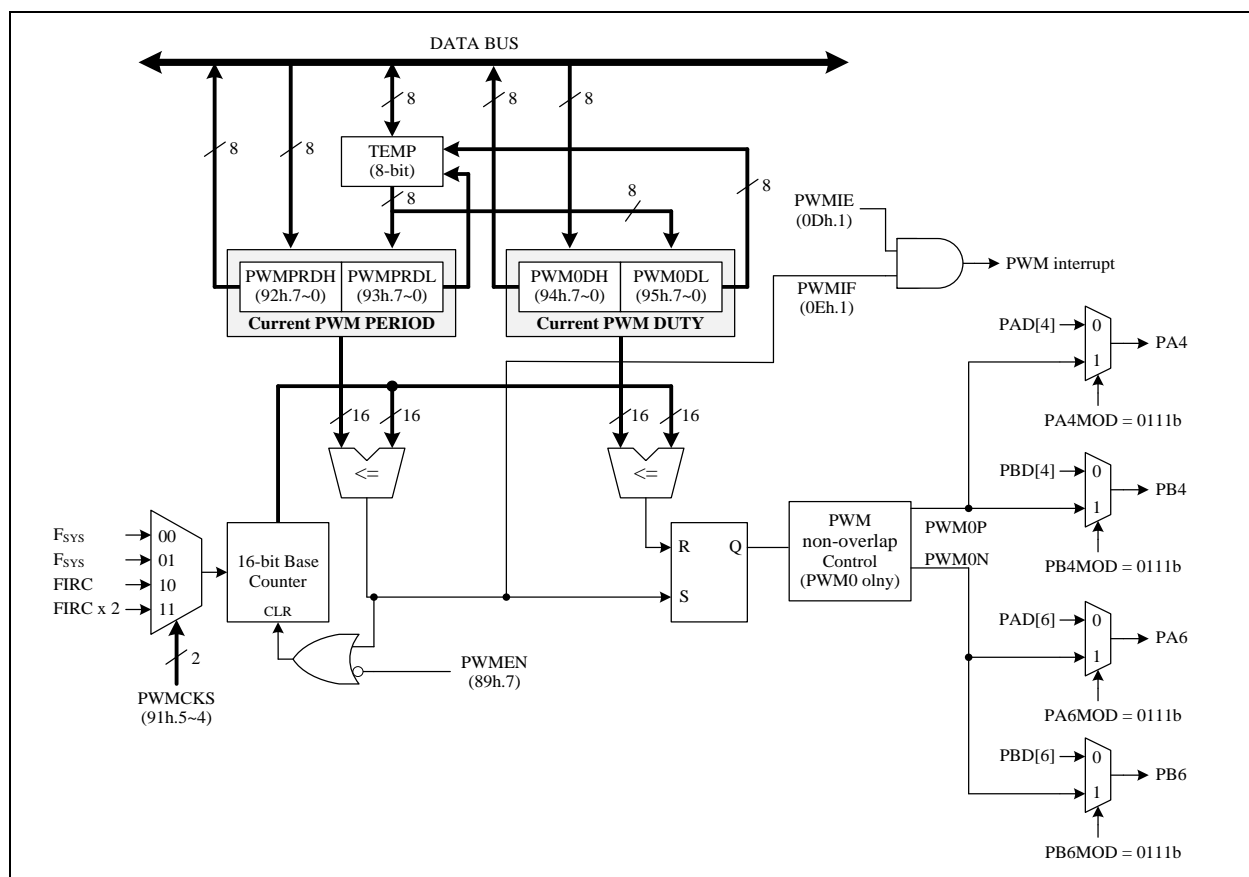 DATA BUS
8
8
8
8
8
TEMP
(8-bit)
8
8
8
PWMPRDH
(92h.7~0)
PWMPRDL
(93h.7~0)
Current PWM PERIOD
PWM0DH
(94h.7~0)
PWM0DL
(95h.7~0)
Current PWM DUTY
PWMIE
(0Dh.1)
PWMIF
(0Eh.1)
PWM interrupt
16
16
16
16
<=
<=
FSYS
FSYS
FIRC
FIRC x 2
00
01
10
11
2
PWMCKS
(91h.5~4)
16-bit Base
Counter
CLR
PWMEN
(89h.7)
R
S
Q
PWM
non-overlap
Control
(PWM0 olny)
PWM0P
PWM0N
PAD[4]
0
1
PA4
PA4MOD = 0111b
PBD[4]
0
1
PB4
PB4MOD = 0111b
PAD[6]
0
1
PA6
PA6MOD = 0111b
PBD[6]
0
1
PB6
PB6MOD = 0111b